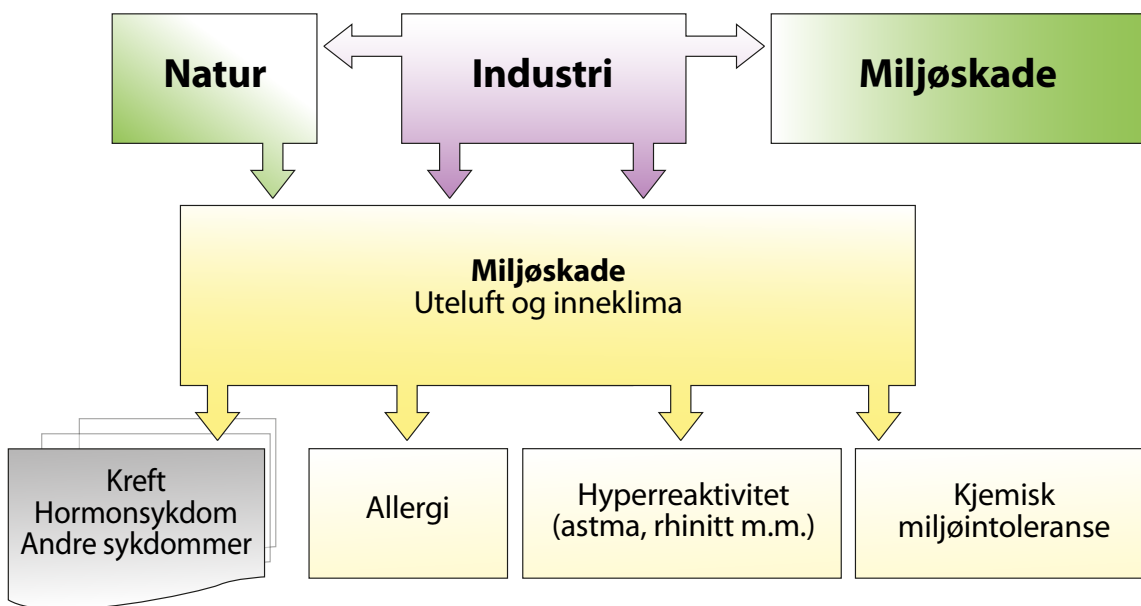 Natur
Industri
Miljøskade
Miljøskade
Uteluft og inneklima
Kreft
Hormonsykdom
Andre sykdommer
Allergi
Hyperreaktivitet
(astma, rhinitt m.m.)
Kjemisk
miljøintoleranse